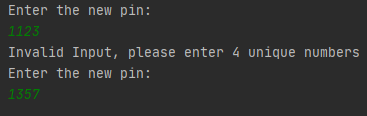 Enter the new pin:
1123
Invalid Input, please enter 4 unique numbers
Enter the new pin:
1357